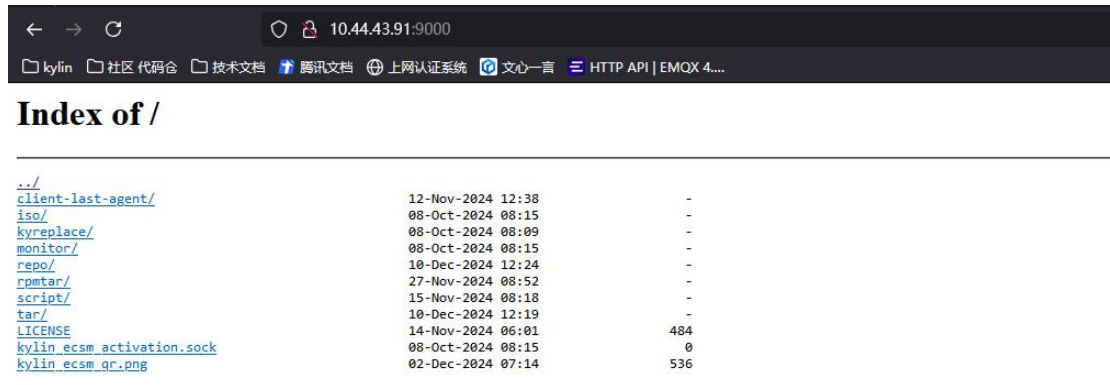 10.44.43.91:9000
kylin 社区 代码仓 技术文档 腾讯文档 上网认证系统 文心一言 HTTP API | EMQX 4....
Index of /
../
client-last-agent/ 12-Nov-2024 12:38 -
iso/ 08-Oct-2024 08:15 -
kyreplace/ 08-Oct-2024 08:09 -
monitor/ 08-Oct-2024 08:15 -
repo/ 10-Dec-2024 12:24 -
rpmtar/ 27-Nov-2024 08:52 -
script/ 15-Nov-2024 08:18 -
tar/ 10-Dec-2024 12:19 -
LICENSE 14-Nov-2024 06:01 484
kylin_ecsm_activation.sock 08-Oct-2024 08:15 0
kylin_ecsm_qr.png 02-Dec-2024 07:14 536